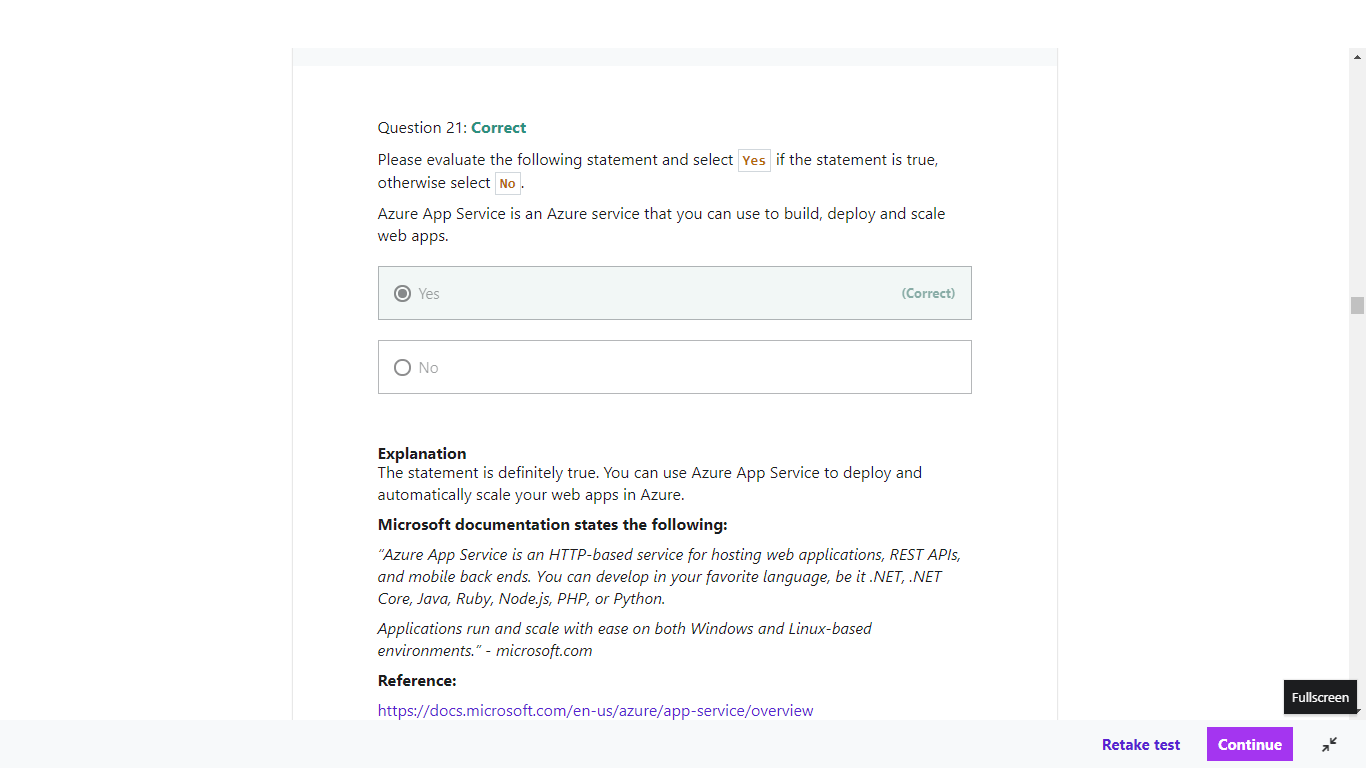 Question 21: Correct
Please evaluate the following statement and select Yes if the statement is true,
otherwise select No.
Azure App Service is an Azure service that you can use to build, deploy and scale
web apps.
Yes (Correct)
No
Explanation
The statement is definitely true. You can use Azure App Service to deploy and
automatically scale your web apps in Azure.
Microsoft documentation states the following:
“Azure App Service is an HTTP-based service for hosting web applications, REST APIs,
and mobile back ends. You can develop in your favorite language, be it .NET, .NET
Core, Java, Ruby, Node.js, PHP, or Python.
Applications run and scale with ease on both Windows and Linux-based
environments.” - microsoft.com
Reference:
https://docs.microsoft.com/en-us/azure/app-service/overview
Fullscreen
Retake test Continue